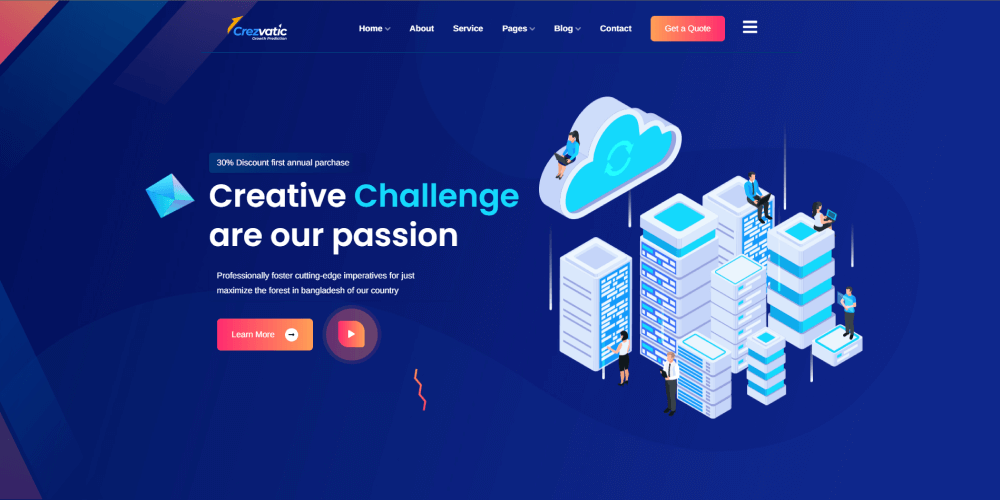 Crezvatic
Growth Prediction
Home
About
Service
Pages
Blog
Contact
Get a Quote
30% Discount first annual parchase
Creative Challenge
are our passion
Professionally foster cutting-edge imperatives for just
maximize the forest in bangladesh of our country
Learn More